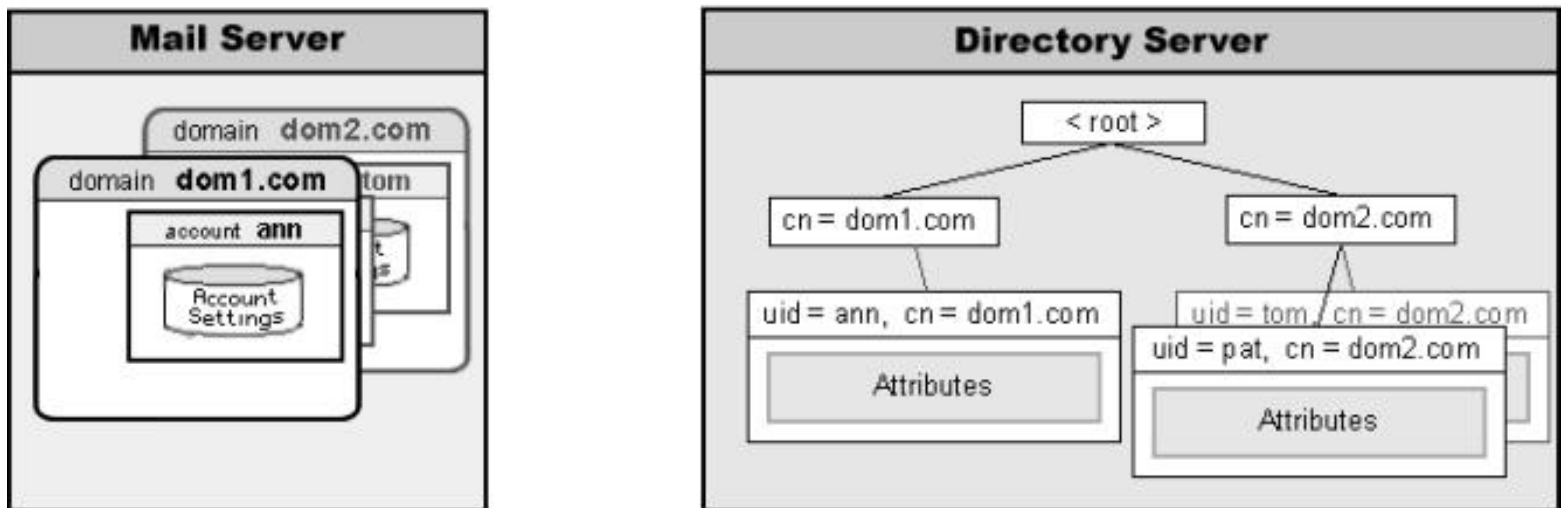 Mail Server
domain dom2.com
domain dom1.com
tom
account ann
Account
Settings
Directory Server
< root >
cn = dom1.com
cn = dom2.com
uid = ann, cn = dom1.com
Attributes
uid = tom, cn = dom2.com
uid = pat, cn = dom2.com
Attributes